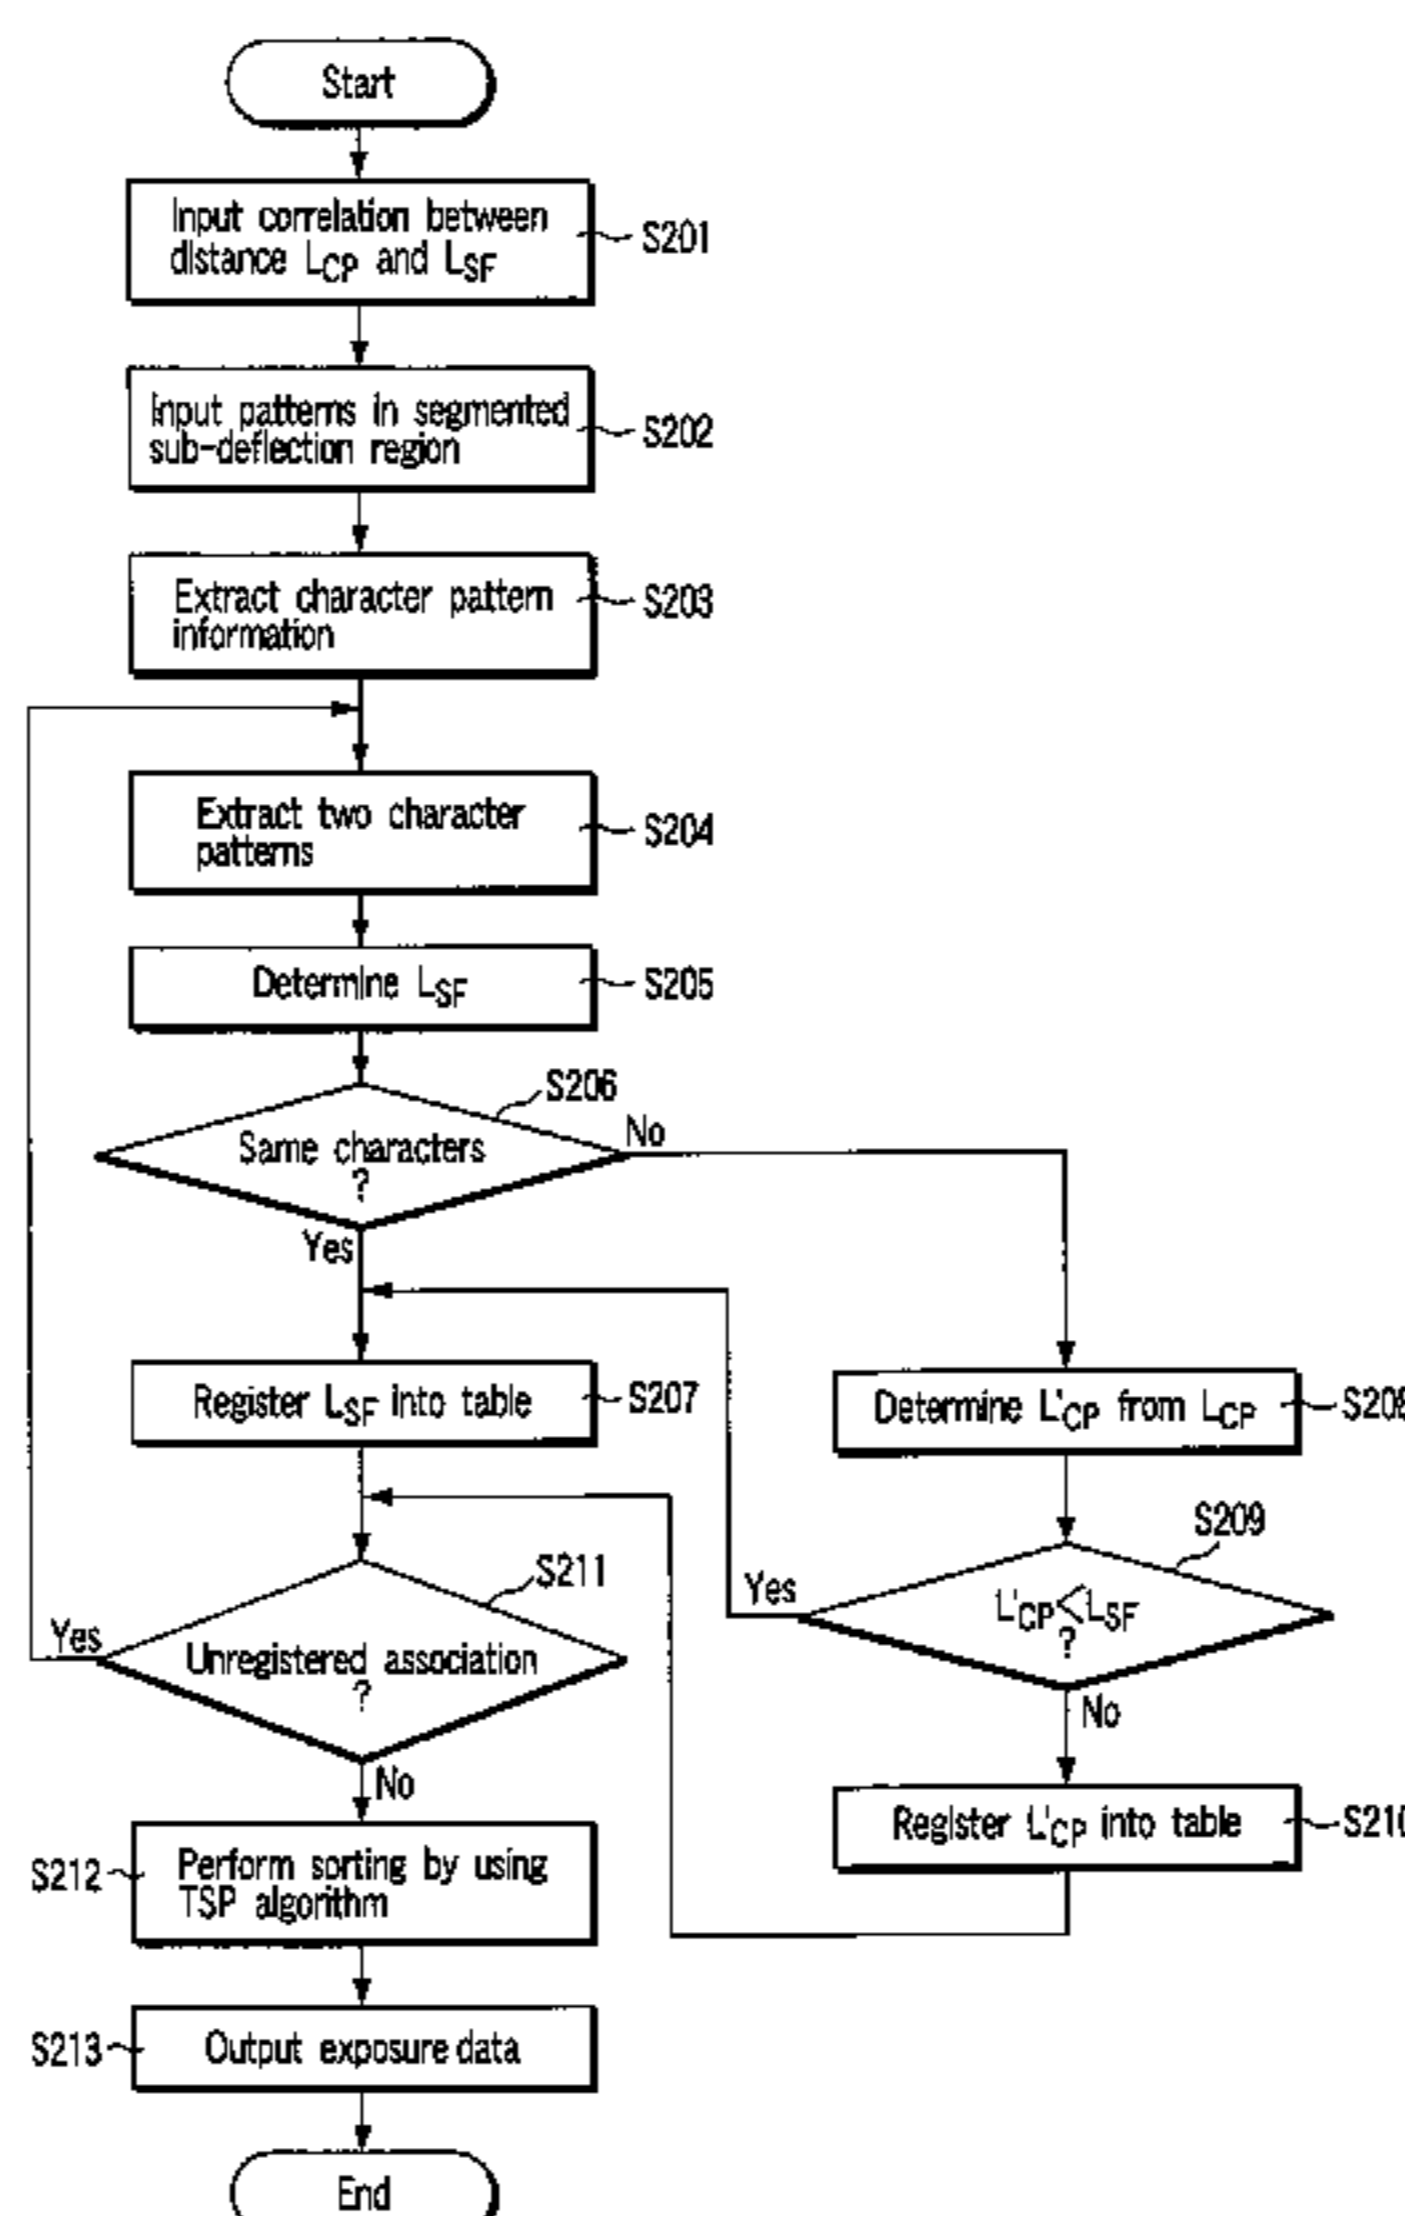 Start
Input correlation between
distance LCP and LSF
S201
Input patterns in segmented
sub-deflection region
S202
Extract character pattern
information
S203
Extract two character
patterns
S204
Determine LSF
S205
S206
Same characters
?
No
Yes
Register LSF into table
S207
Determine L'CP from LCP
S208
S209
L'CP<LSF
?
Yes
No
S211
Unregistered association
?
Yes
No
Register L'CP into table
S210
S212
Perform sorting by using
TSP algorithm
S213
Output exposure data
End